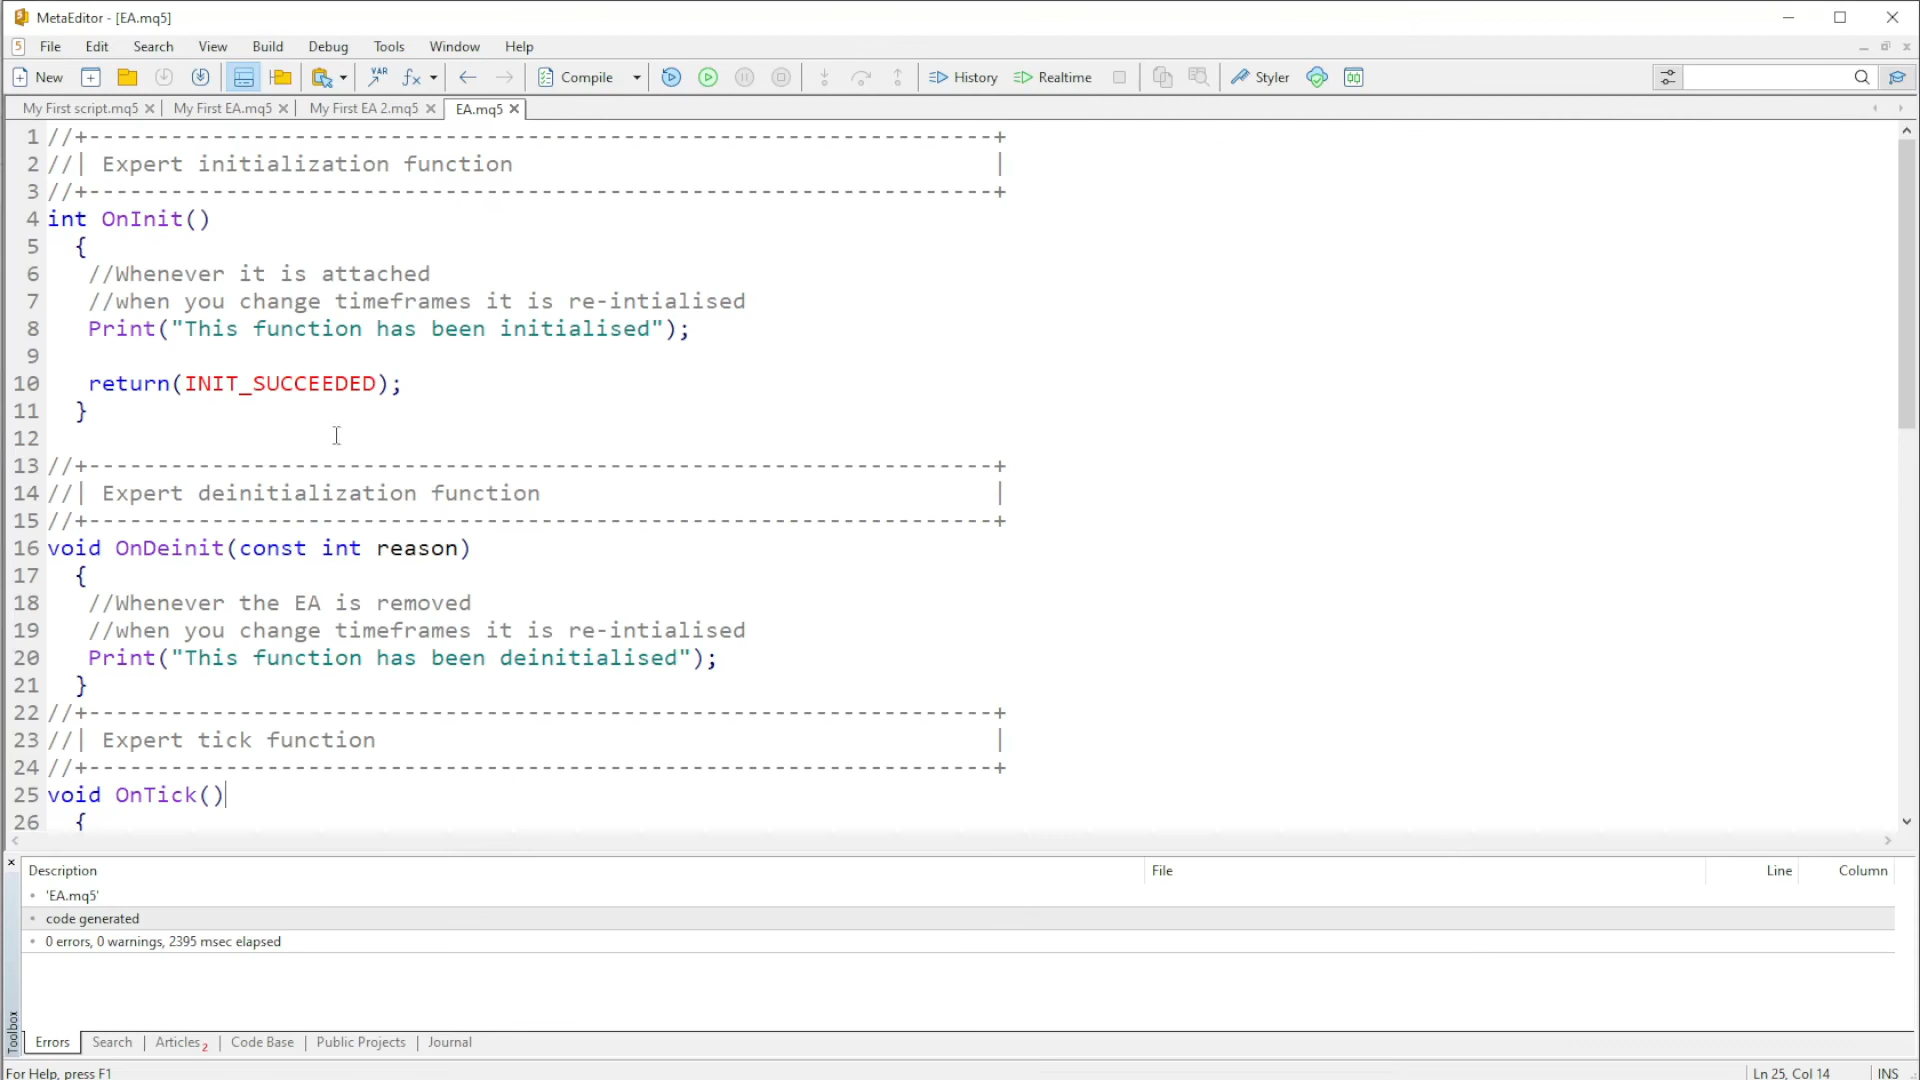 MetaEditor - [EA.mq5]
5 File Edit Search View Build Debug Tools Window Help
New VAR fx Compile History Realtime Styler
My First script.mq5 My First EA.mq5 My First EA 2.mq5 EA.mq5
1 //+------------------------------------------------------------------+
2 //| Expert initialization function                                   |
3 //+------------------------------------------------------------------+
4 int OnInit()
5   {
6    //Whenever it is attached
7    //when you change timeframes it is re-intialised
8    Print("This function has been initialised");
9
10    return(INIT_SUCCEEDED);
11   }
12
13 //+------------------------------------------------------------------+
14 //| Expert deinitialization function                                 |
15 //+------------------------------------------------------------------+
16 void OnDeinit(const int reason)
17   {
18    //Whenever the EA is removed
19    //when you change timeframes it is re-intialised
20    Print("This function has been deinitialised");
21   }
22 //+------------------------------------------------------------------+
23 //| Expert tick function                                             |
24 //+------------------------------------------------------------------+
25 void OnTick()
26   {
Description File Line Column
'EA.mq5'
code generated
0 errors, 0 warnings, 2395 msec elapsed
Toolbox
Errors Search Articles 2 Code Base Public Projects Journal
For Help, press F1 Ln 25, Col 14 INS